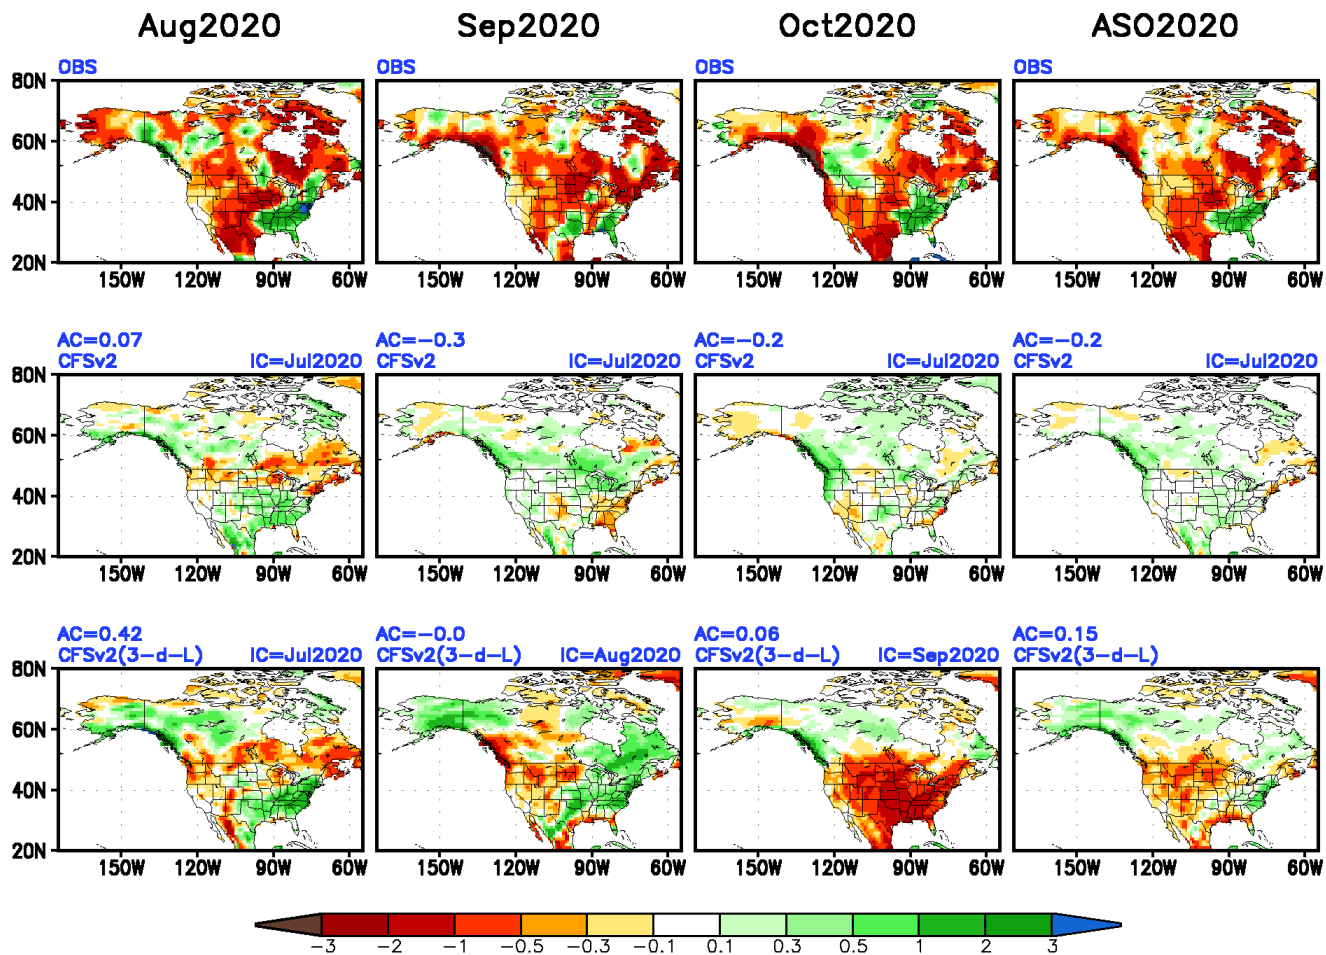 Aug2020 Sep2020 Oct2020 ASO2020
OBS OBS OBS OBS
80N
60N
40N
20N
150W 120W 90W 60W 150W 120W 90W 60W 150W 120W 90W 60W 150W 120W 90W 60W
AC=0.07 AC=−0.3 AC=−0.2 AC=−0.2
CFSv2 IC=Jul2020 CFSv2 IC=Jul2020 CFSv2 IC=Jul2020 CFSv2 IC=Jul2020
80N
60N
40N
20N
150W 120W 90W 60W 150W 120W 90W 60W 150W 120W 90W 60W 150W 120W 90W 60W
AC=0.42 AC=−0.0 AC=0.06 AC=0.15
CFSv2(3−d−L) IC=Jul2020 CFSv2(3−d−L) IC=Aug2020 CFSv2(3−d−L) IC=Sep2020 CFSv2(3−d−L)
80N
60N
40N
20N
150W 120W 90W 60W 150W 120W 90W 60W 150W 120W 90W 60W 150W 120W 90W 60W
−3 −2 −1 −0.5 −0.3 −0.1 0.1 0.3 0.5 1 2 3